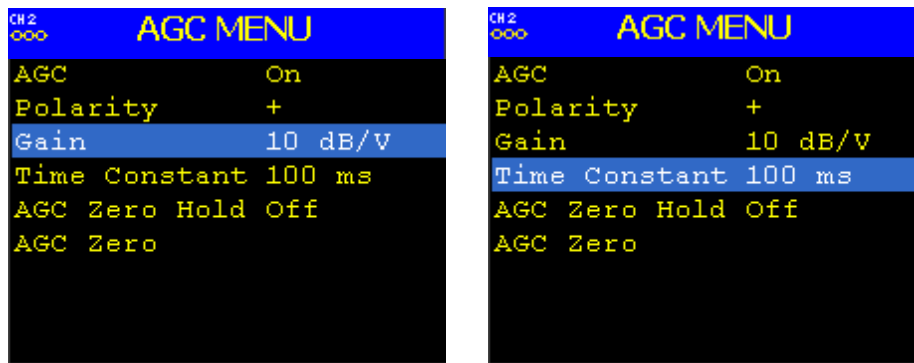 CH2
000 AGC MENU
AGC On
Polarity +
Gain 10 dB/V
Time Constant 100 ms
AGC Zero Hold Off
AGC Zero
CH2
000 AGC MENU
AGC On
Polarity +
Gain 10 dB/V
Time Constant 100 ms
AGC Zero Hold Off
AGC Zero